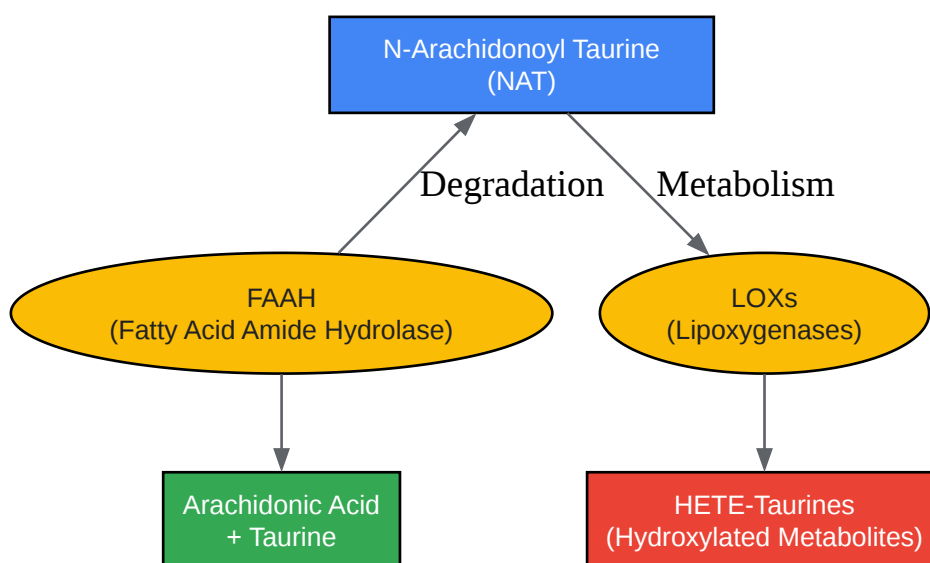 N-Arachidonoyl Taurine
(NAT)
Degradation
Metabolism
FAAH
(Fatty Acid Amide Hydrolase)
LOXs
(Lipoxygenases)
Arachidonic Acid
+ Taurine
HETE-Taurines
(Hydroxylated Metabolites)